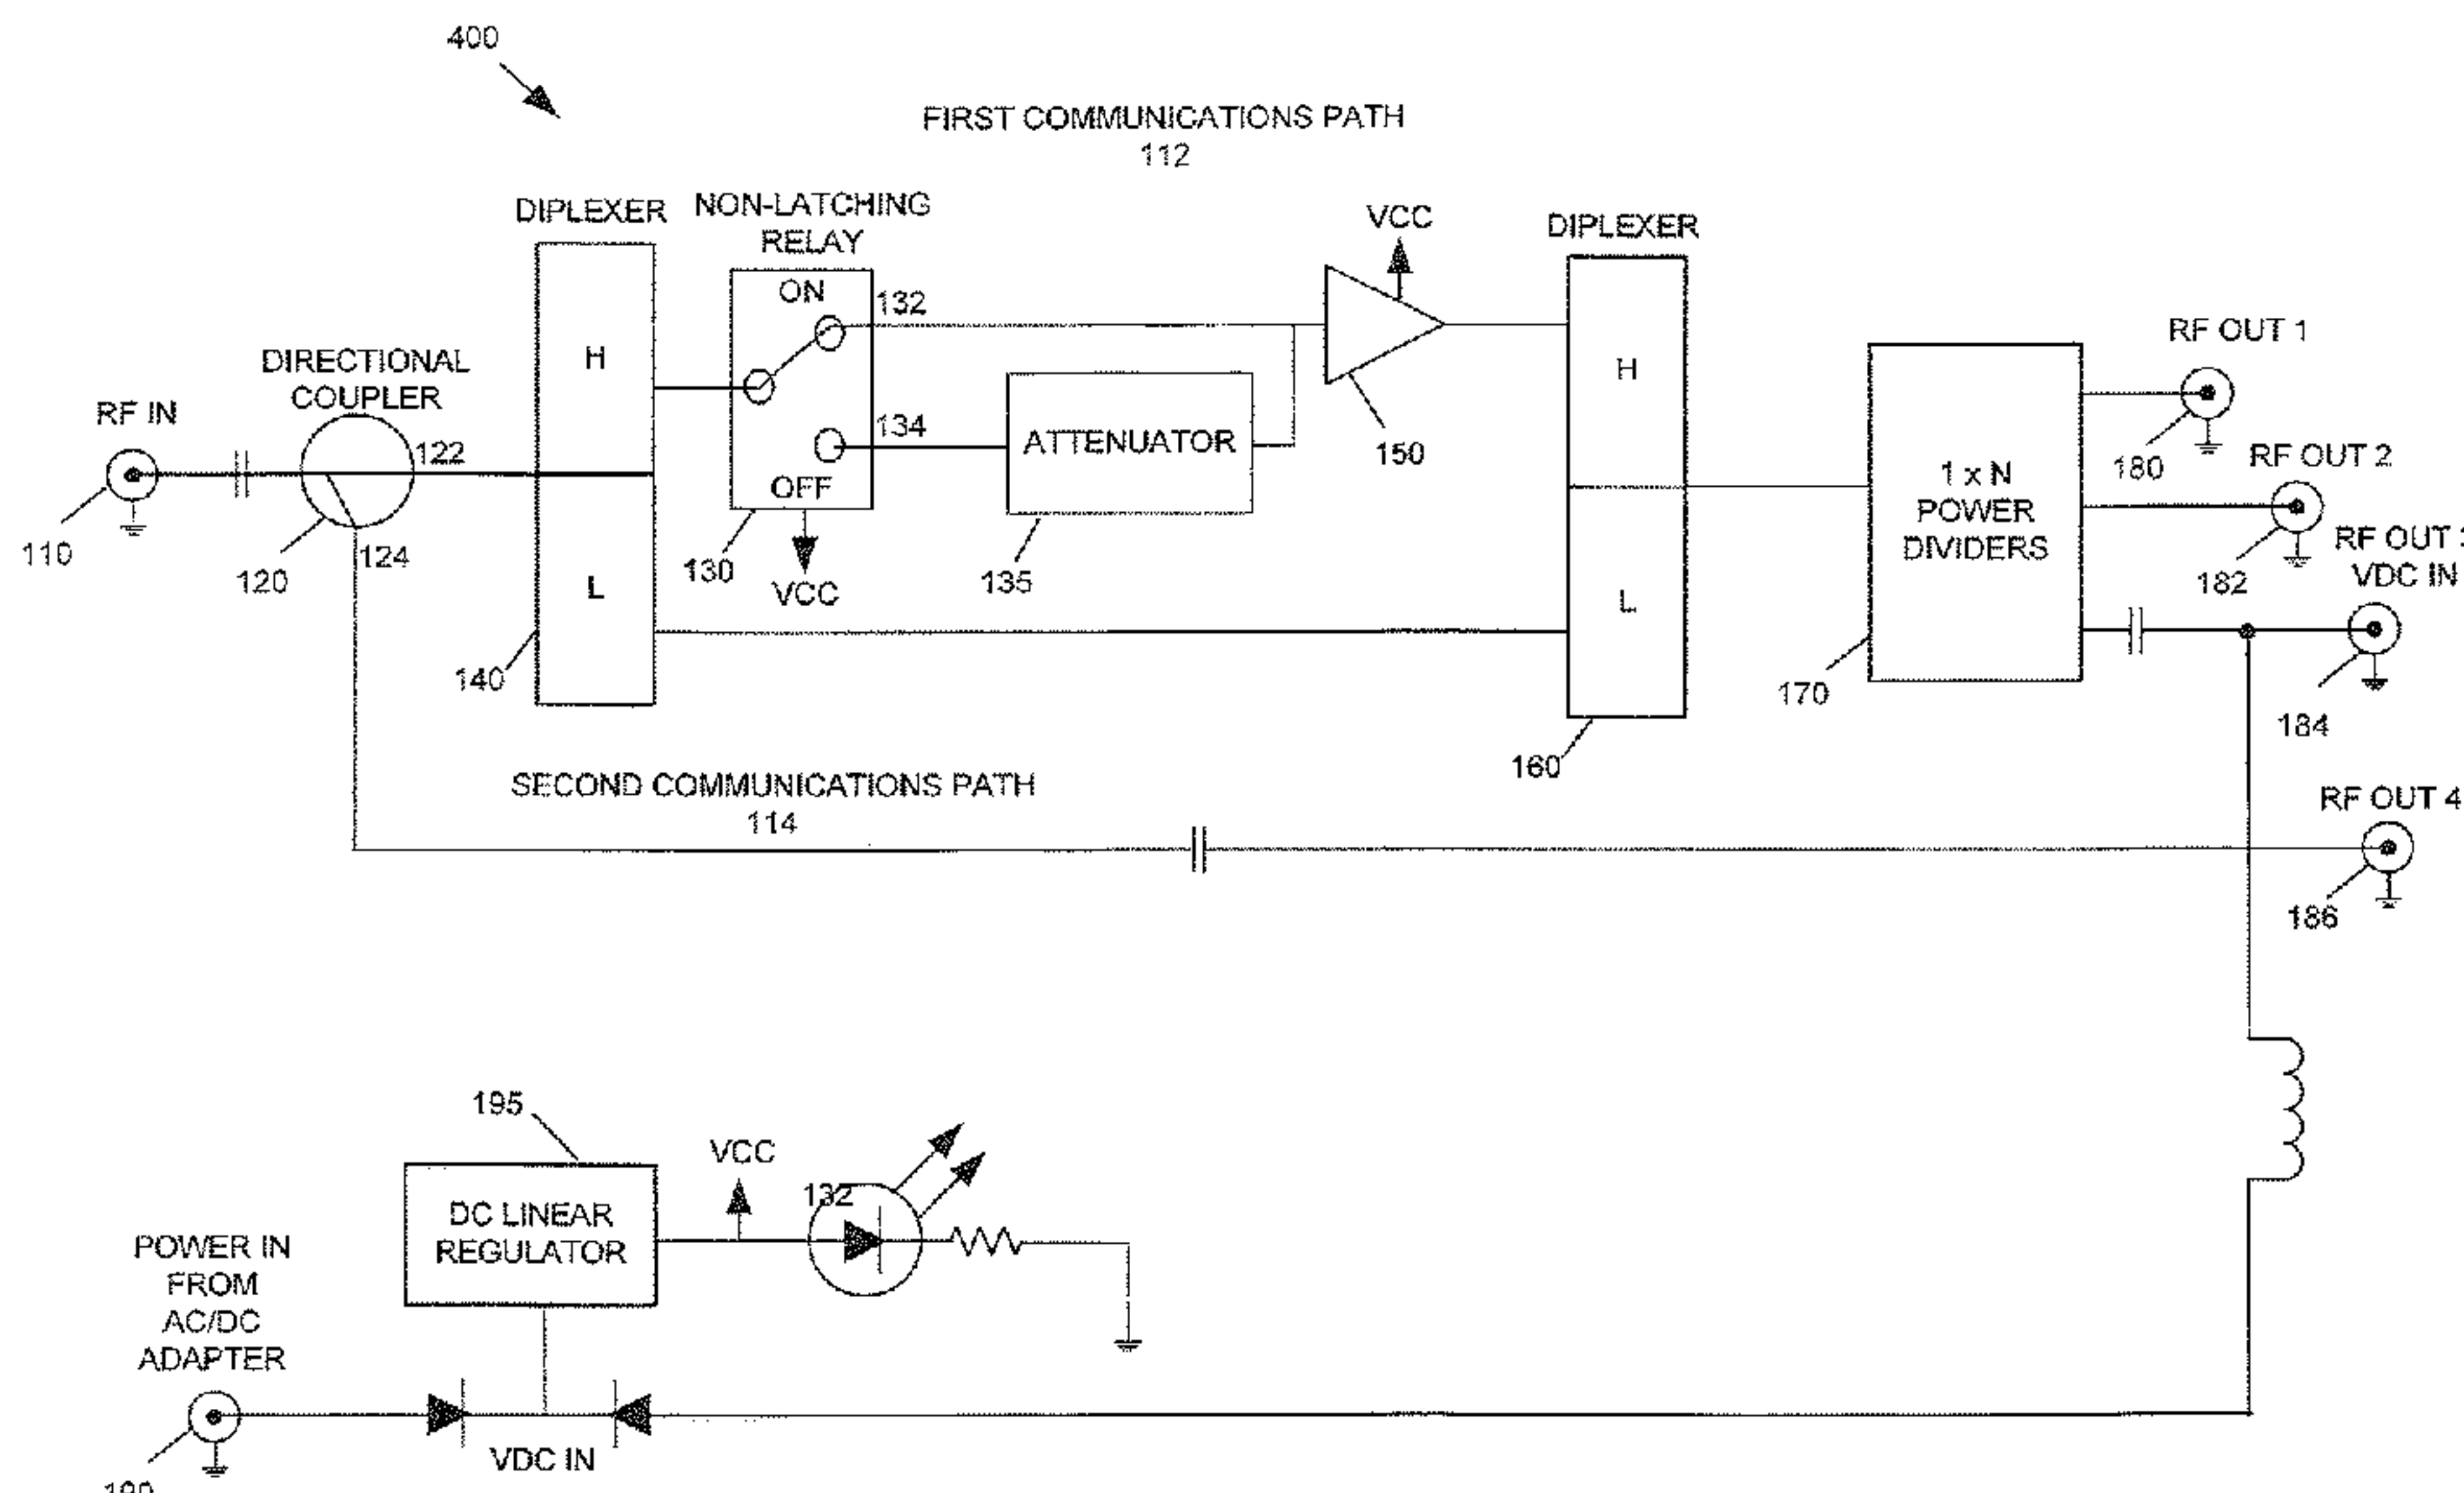 400
FIRST COMMUNICATIONS PATH
112
DIPLEXER
NON-LATCHING
RELAY
VCC
DIPLEXER
ON
132
H
H
RF OUT 1
DIRECTIONAL
COUPLER
RF IN
122
134
ATTENUATOR
150
180
RF OUT 2
1 x N
POWER
DIVIDERS
OFF
110
120
124
130
VCC
135
182
RF OUT
VDC IN
L
L
140
170
184
160
SECOND COMMUNICATIONS PATH
114
RF OUT 4
186
195
VCC
132
DC LINEAR
REGULATOR
POWER IN
FROM
AC/DC
ADAPTER
VDC IN
190